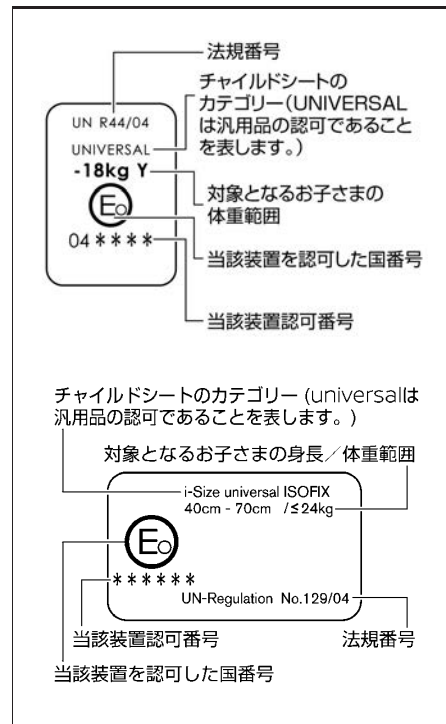 法規番号
チャイルドシートの
カテゴリー(UNIVERSAL
は汎用品の認可であること
を表します。)
UN R44/04
UNIVERSAL
-18kg Y
対象となるお子さまの
体重範囲
E○
当該装置を認可した国番号
04＊＊＊＊
当該装置認可番号
チャイルドシートのカテゴリー (universalは
汎用品の認可であることを表します。)
対象となるお子さまの身長／体重範囲
i-Size universal ISOFIX
40cm - 70cm /≦24kg
E○
＊＊＊＊＊＊
UN-Regulation No.129/04
当該装置認可番号
法規番号
当該装置を認可した国番号